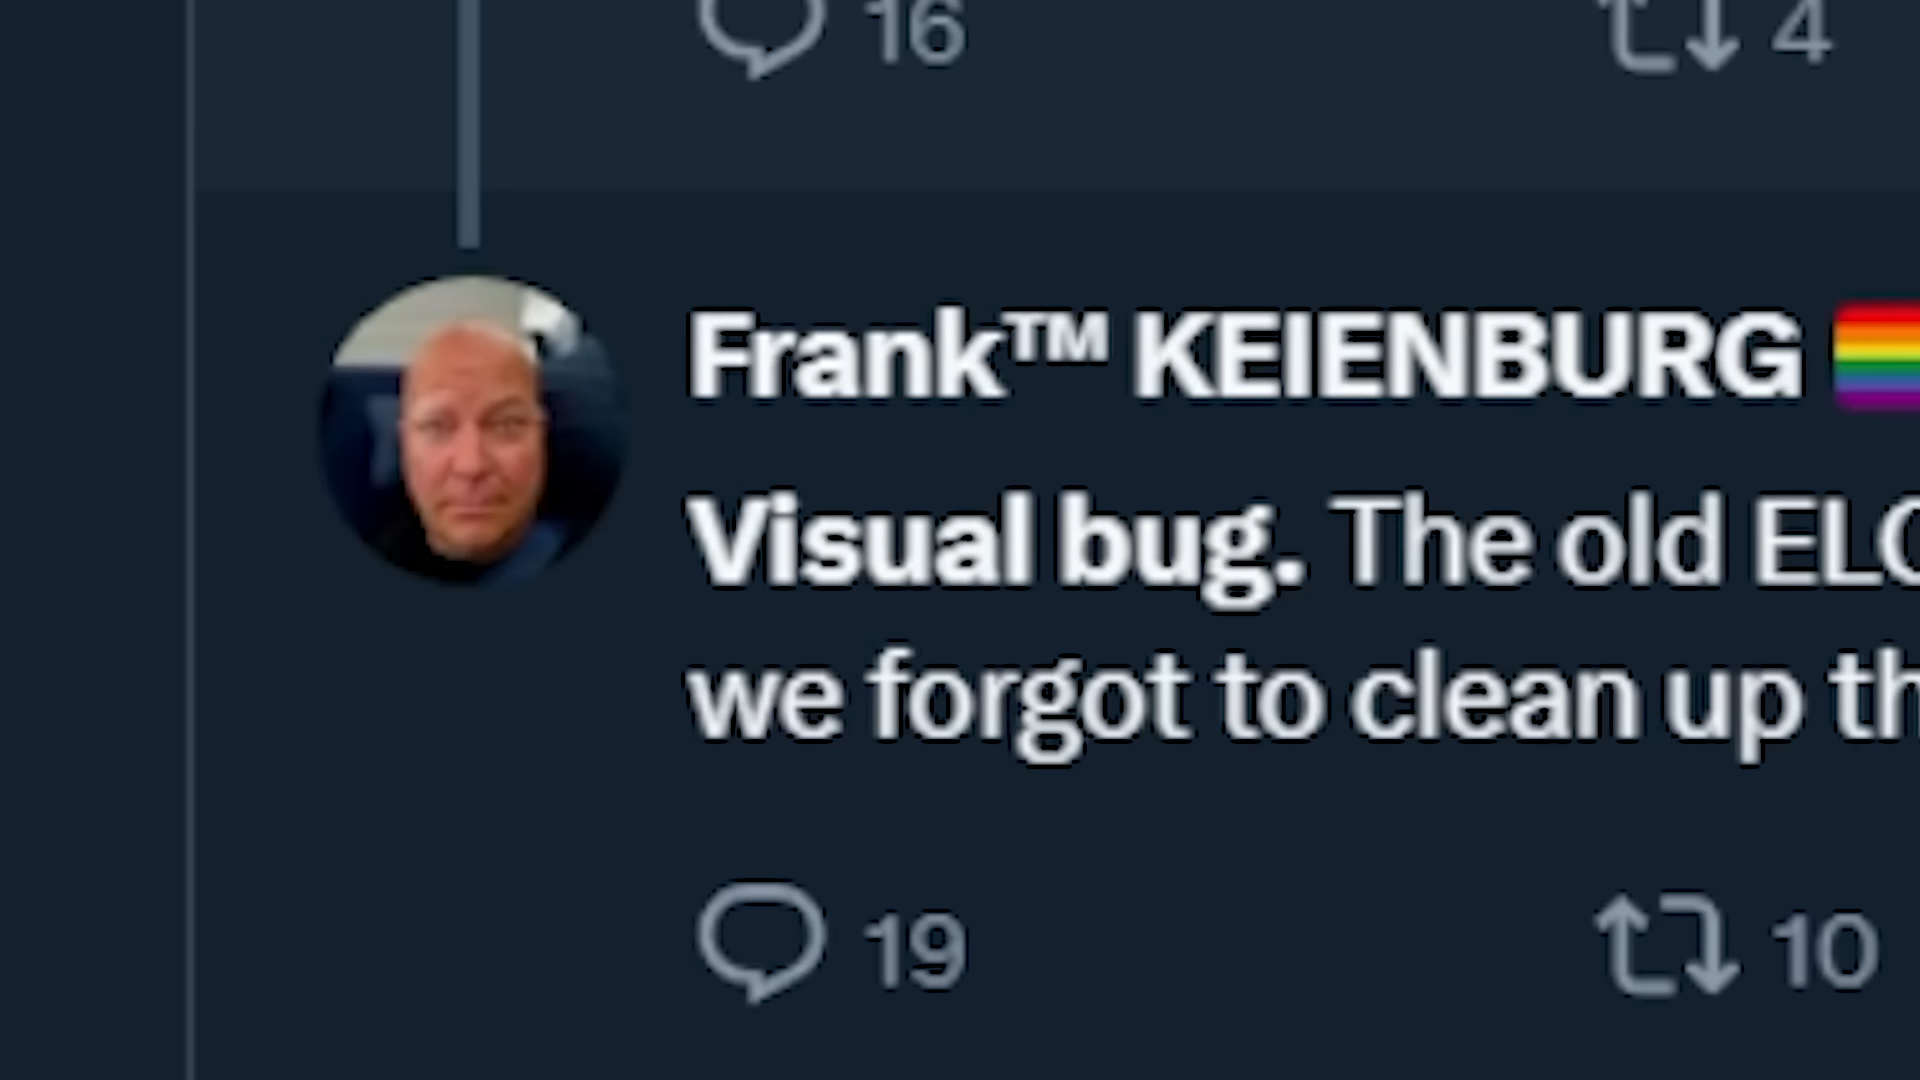 16 4
Frank™ KEIENBURG 🏳️‍🌈
Visual bug. The old
we forgot to clean up
19 10